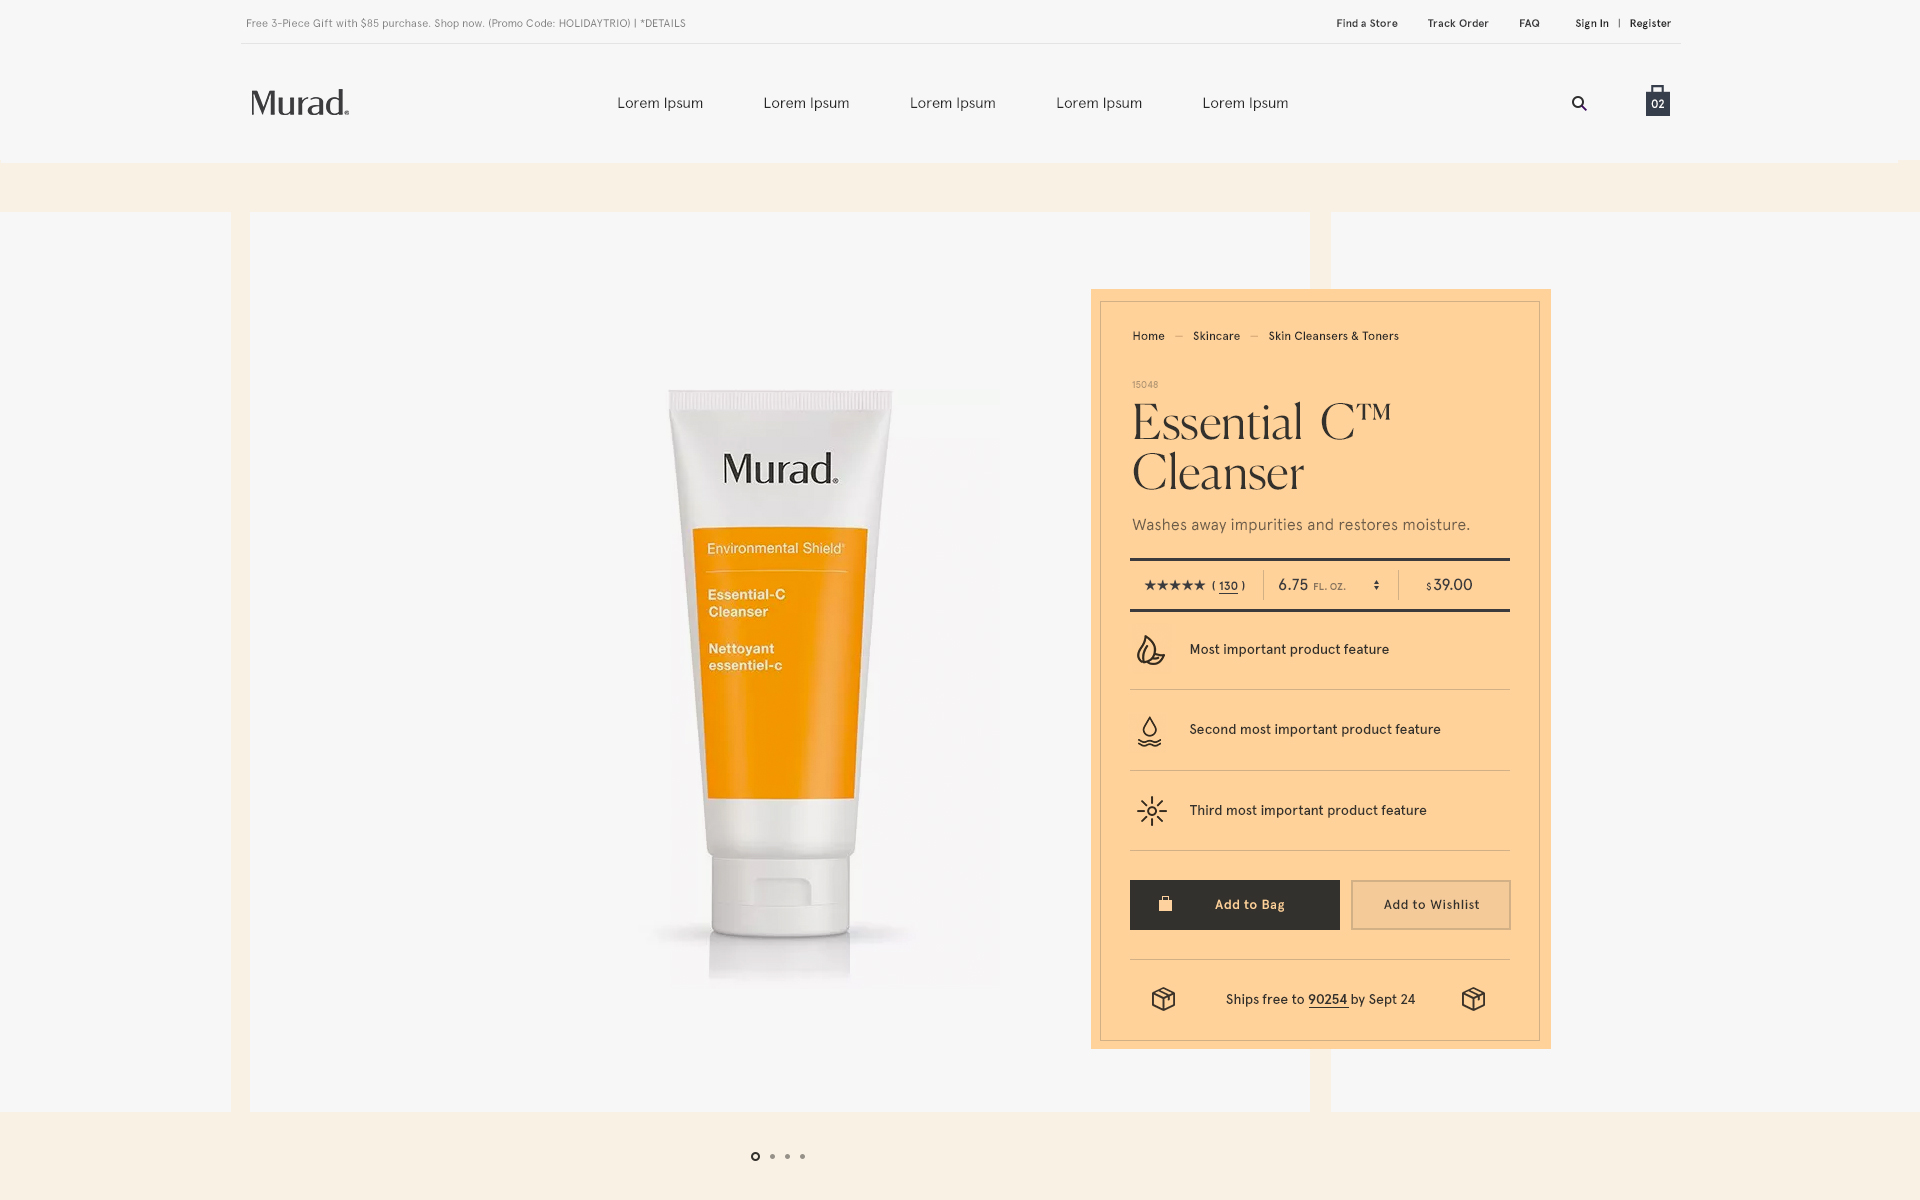 Free 3-Piece Gift with $85 purchase. Shop now. (Promo Code: HOLIDAYTRIO) | *DETAILS
Find a Store Track Order FAQ Sign In | Register
Murad®
Lorem Ipsum Lorem Ipsum Lorem Ipsum Lorem Ipsum Lorem Ipsum
02
Murad®
Environmental Shield®
Essential-C
Cleanser
Nettoyant
essentiel-c
Home — Skincare — Skin Cleansers & Toners
15048
Essential C™
Cleanser
Washes away impurities and restores moisture.
★★★★★ ( 130 ) 6.75 FL. OZ. $39.00
Most important product feature
Second most important product feature
Third most important product feature
Add to Bag Add to Wishlist
Ships free to 90254 by Sept 24